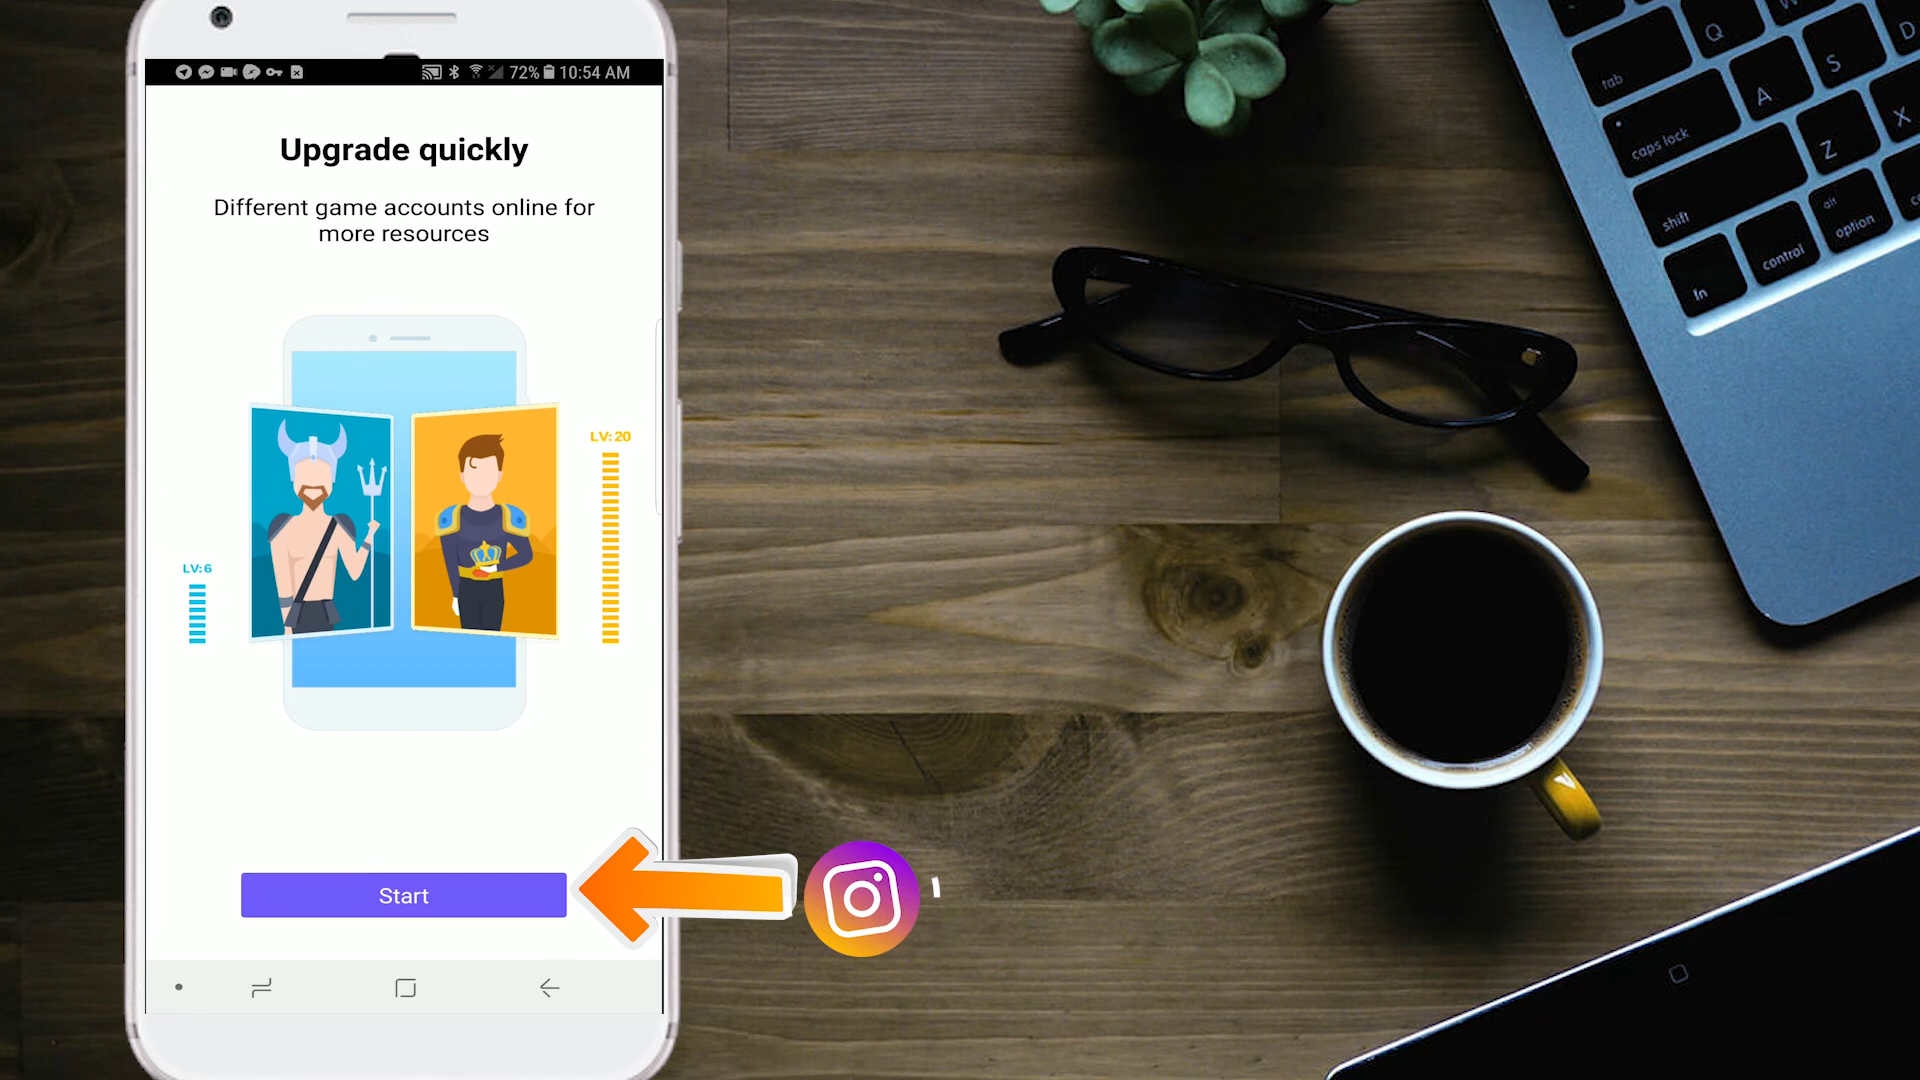 72% 10:54 AM
Upgrade quickly
Different game accounts online for
more resources
LV: 20
LV: 6
Start
Q
W
tab
A
S
D
caps lock
Z
X
shift
alt
option
control
fn